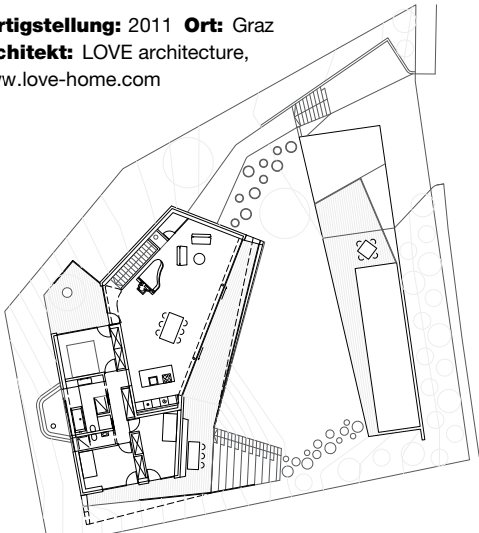 rtigstellung: 2011 Ort: Graz
chitekt: LOVE architecture,
ww.love-home.com